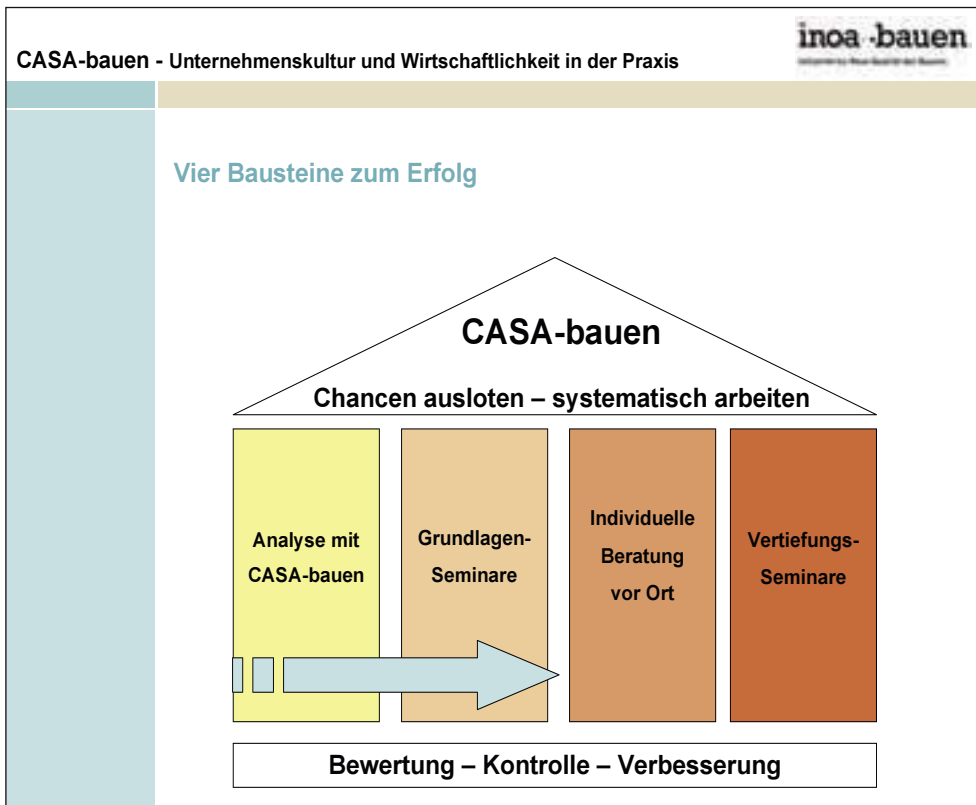 inoa-bauen
CASA-bauen - Unternehmenskultur und Wirtschaftlichkeit in der Praxis
Vier Bausteine zum Erfolg
CASA-bauen
Chancen ausloten – systematisch arbeiten
Analyse mit
CASA-bauen
Grundlagen-
Seminare
Individuelle
Beratung
vor Ort
Vertiefungs-
Seminare
Bewertung – Kontrolle – Verbesserung